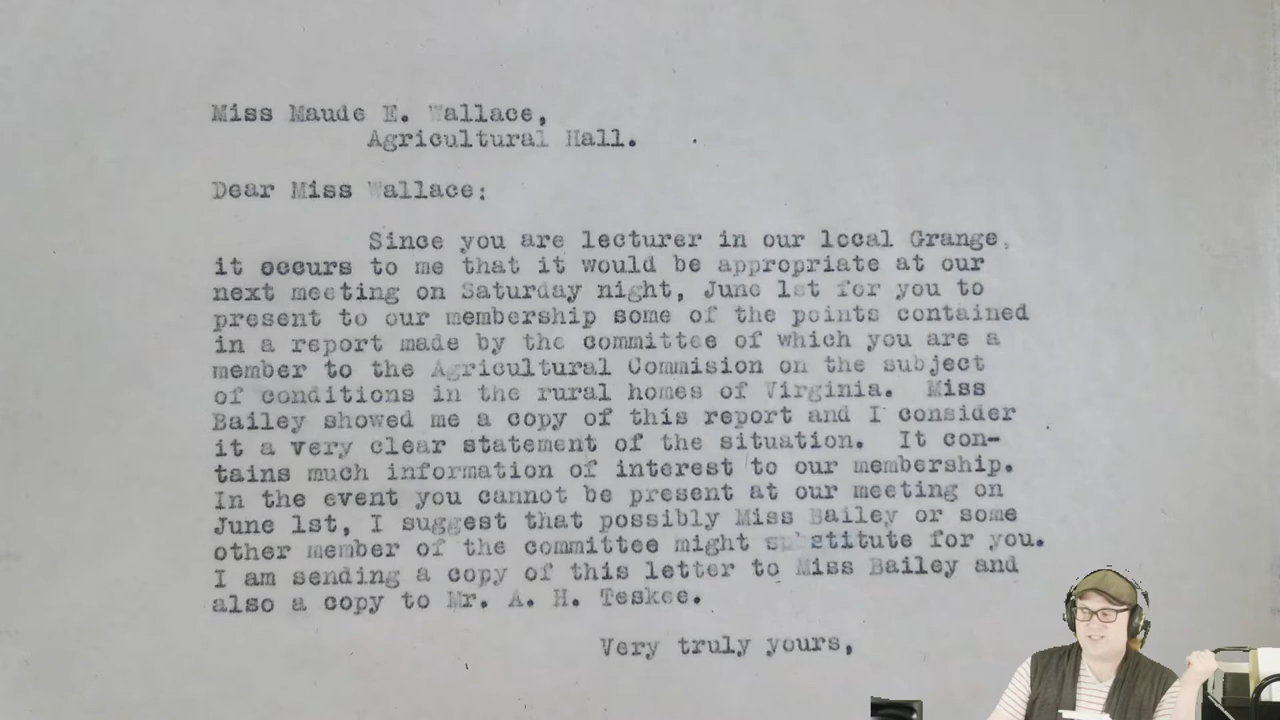 Miss Maude E. Wallace,
Agricultural Hall.
Dear Miss Wallace:
Since you are lecturer in our local Grange,
it occurs to me that it would be appropriate at our
next meeting on Saturday night, June 1st for you to
present to our membership some of the points contained
in a report made by the committee of which you are a
member to the Agricultural Commision on the subject
of conditions in the rural homes of Virginia. Miss
Bailey showed me a copy of this report and I consider
it a very clear statement of the situation. It con-
tains much information of interest to our membership.
In the event you cannot be present at our meeting on
June 1st, I suggest that possibly Miss Bailey or some
other member of the committee might substitute for you.
I am sending a copy of this letter to Miss Bailey and
also a copy to Mr. A. H. Teskee.
Very truly yours,